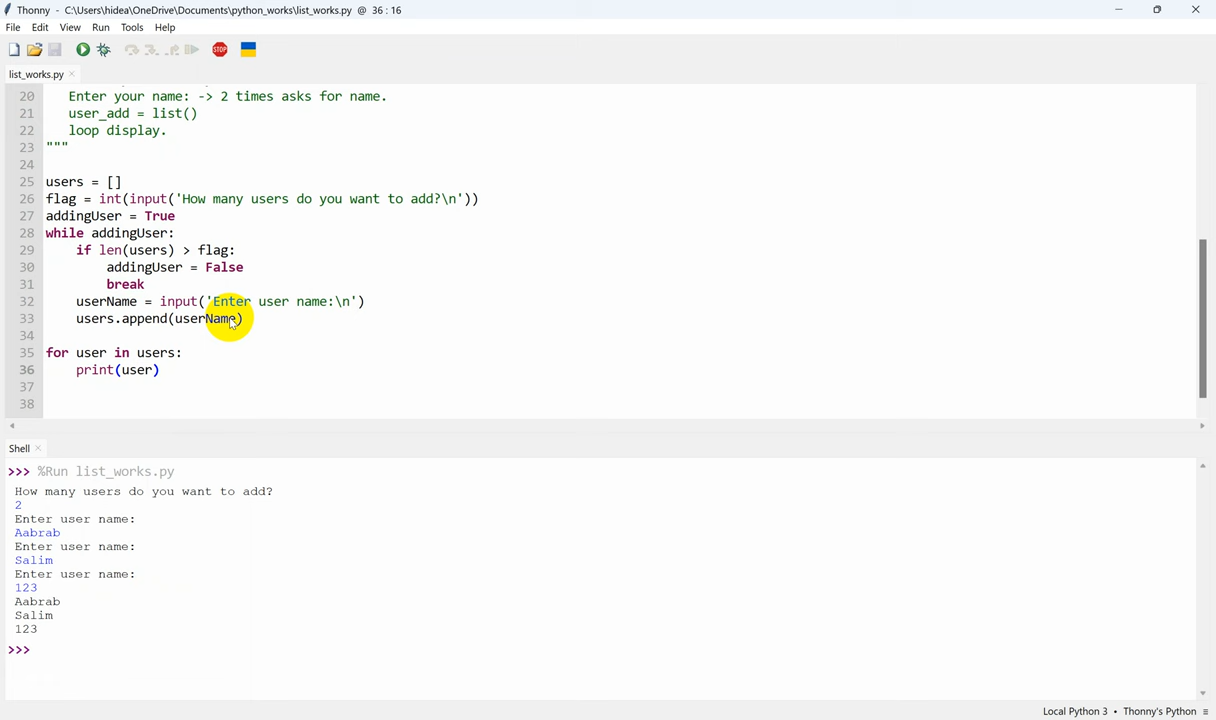 Thonny - C:\Users\hidea\OneDrive\Documents\python_works\list_works.py @ 36 : 16
File Edit View Run Tools Help
STOP
list_works.py ×
20 Enter your name: -> 2 times asks for name.
21 user_add = list()
22 loop display.
23 """
24
25 users = []
26 flag = int(input('How many users do you want to add?\n'))
27 addingUser = True
28 while addingUser:
29 if len(users) > flag:
30 addingUser = False
31 break
32 userName = input('Enter user name:\n')
33 users.append(userName)
34
35 for user in users:
36 print(user)
37
38
Shell ×
>>> %Run list_works.py
How many users do you want to add?
2
Enter user name:
Aabrab
Enter user name:
Salim
Enter user name:
123
Aabrab
Salim
123
>>>
Local Python 3 • Thonny's Python ≡